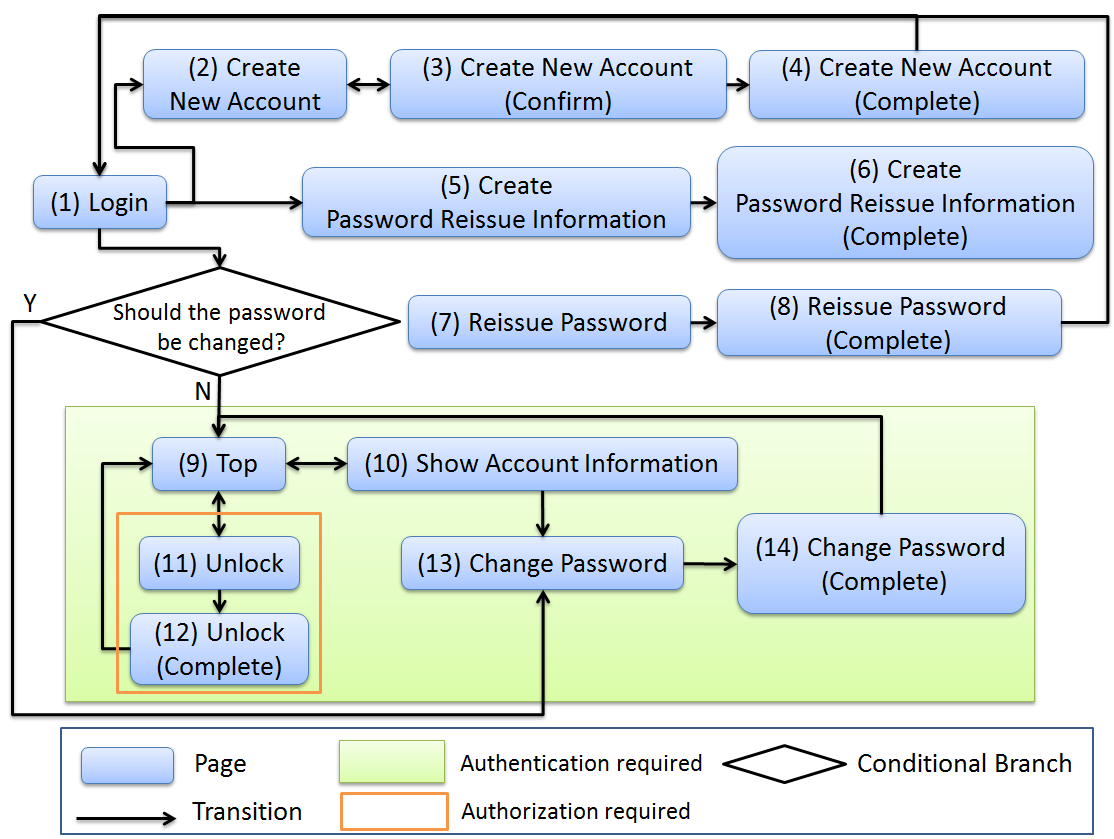 (2) Create
New Account
(3) Create New Account
(Confirm)
(4) Create New Account
(Complete)
(1) Login
(5) Create
Password Reissue Information
(6) Create
Password Reissue Information
(Complete)
Y
Should the password
be changed?
(7) Reissue Password
(8) Reissue Password
(Complete)
N
(9) Top
(10) Show Account Information
(11) Unlock
(13) Change Password
(14) Change Password
(Complete)
(12) Unlock
(Complete)
Page
Authentication required
Conditional Branch
Transition
Authorization required